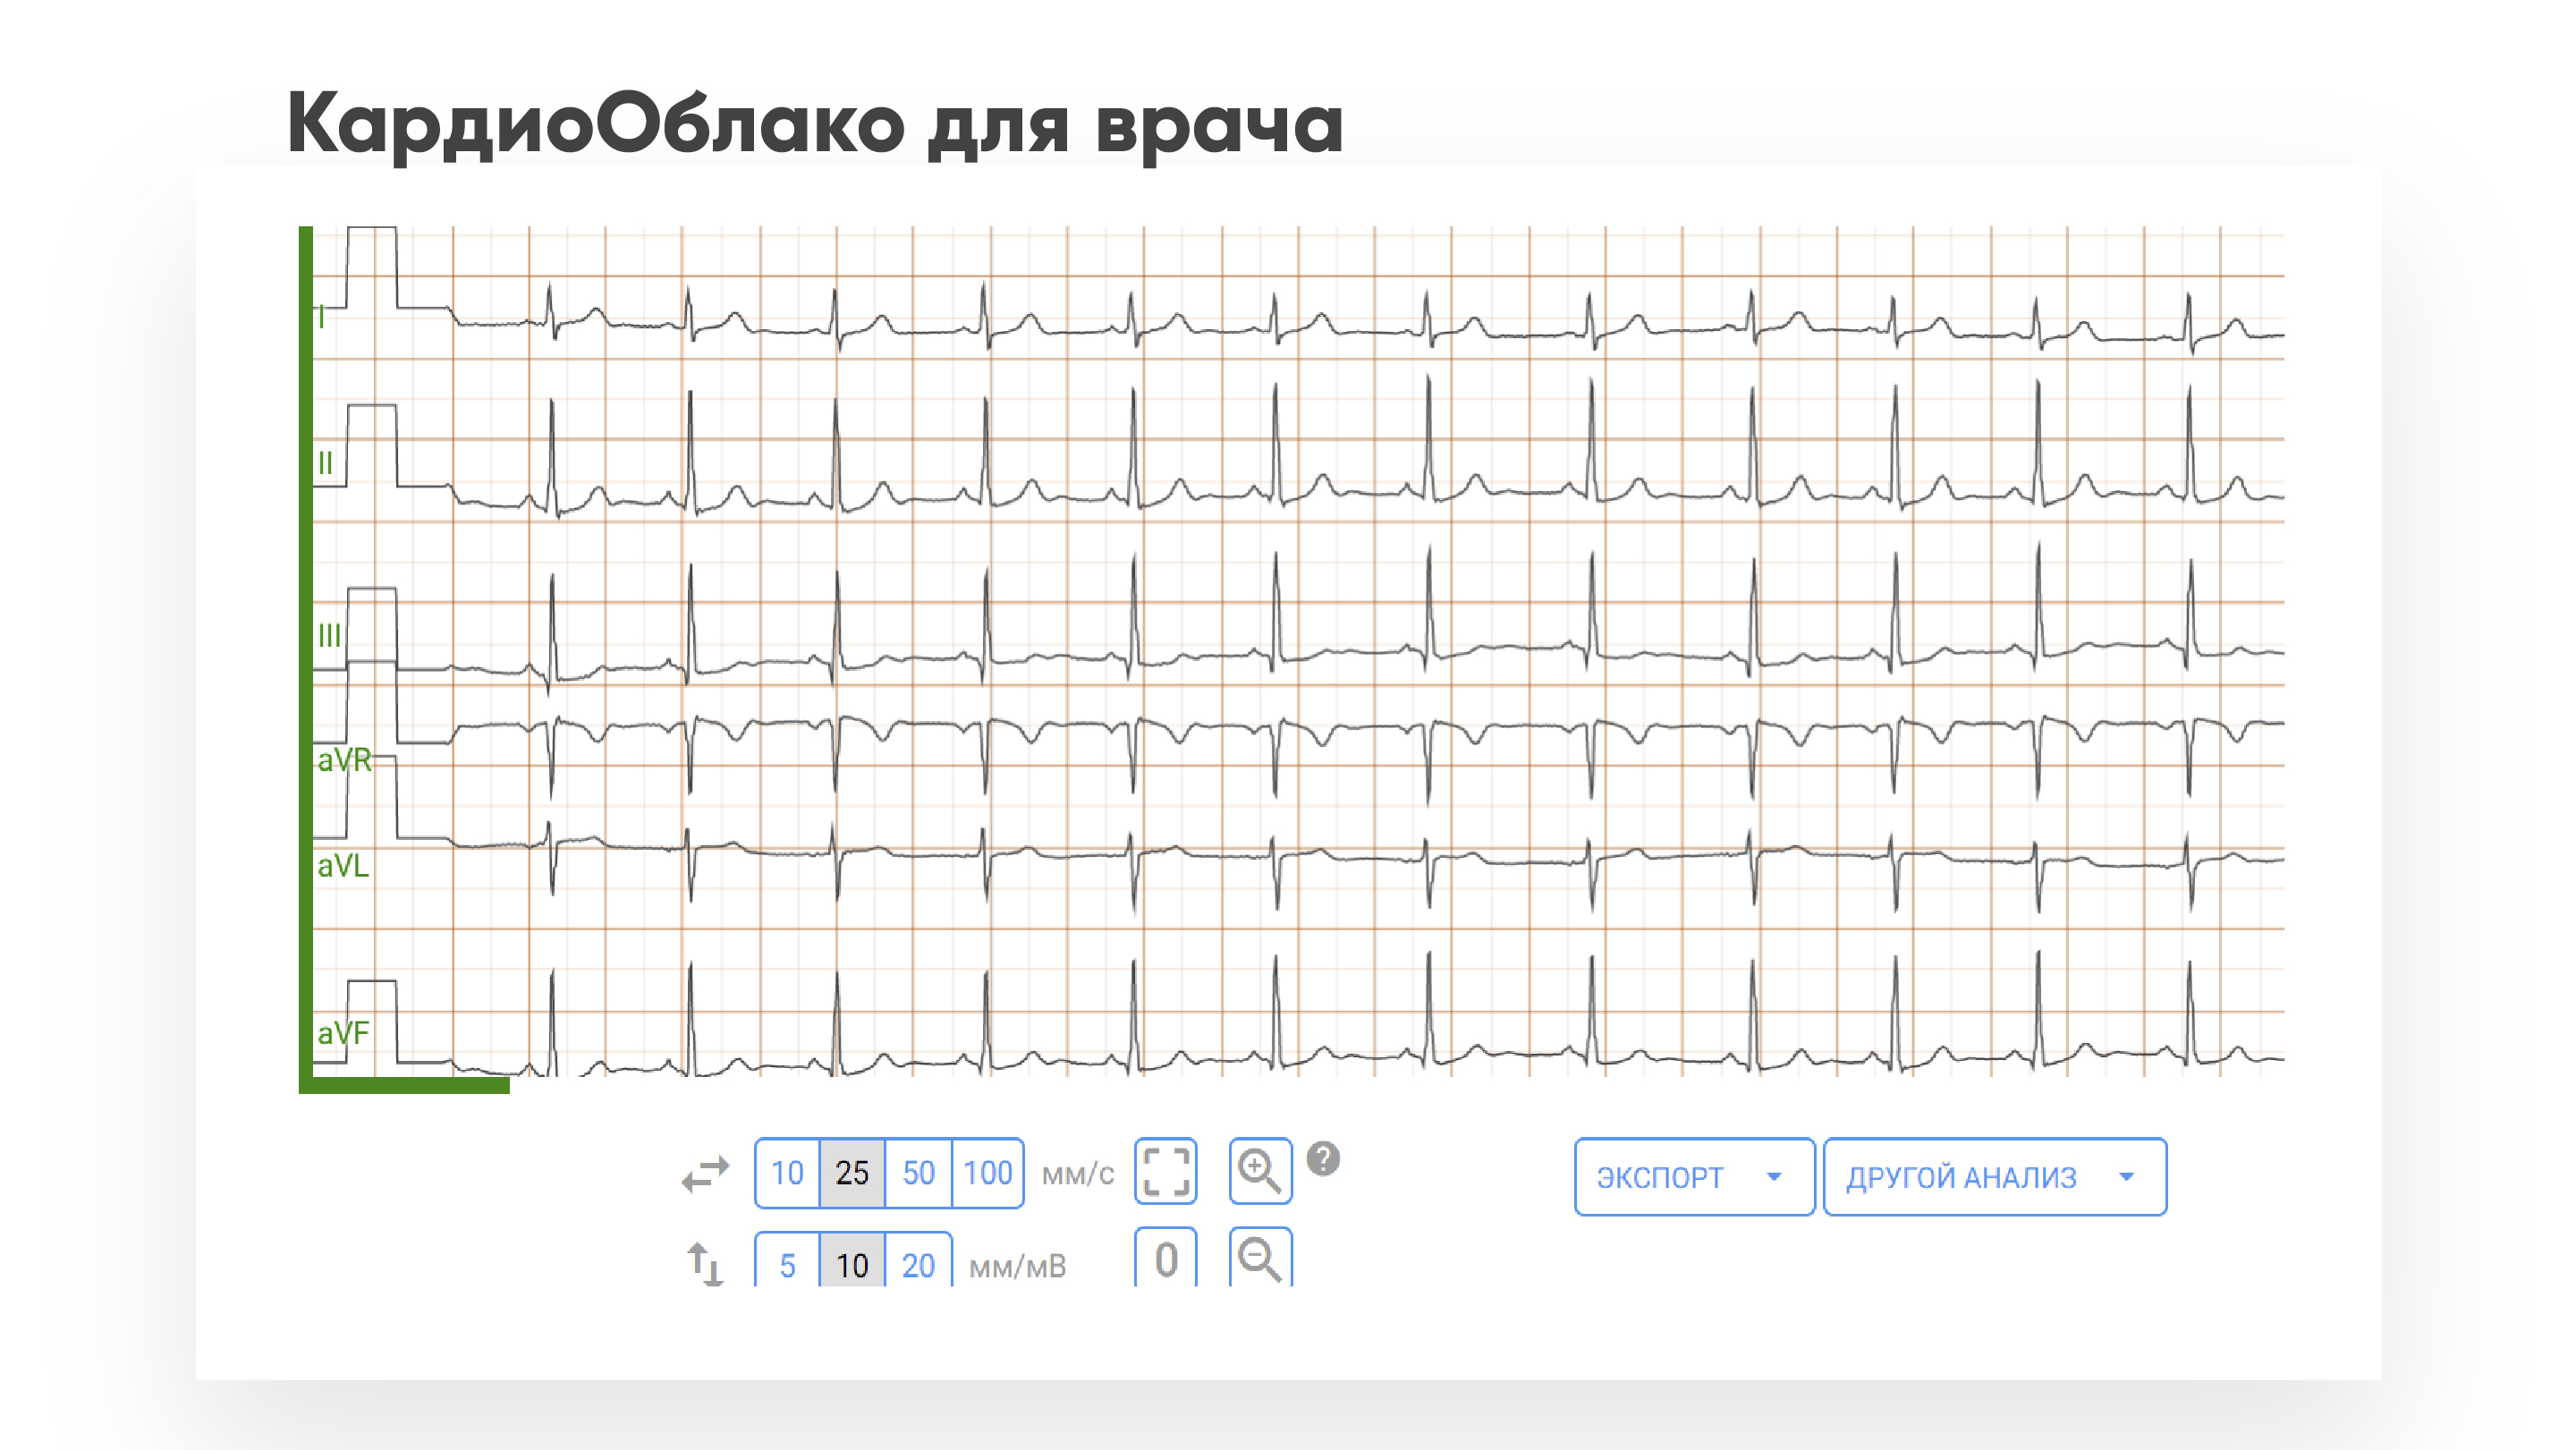 КардиоОблако для врача
I
II
III
aVR
aVL
aVF
10 25 50 100 мм/с ? ЭКСПОРТ ДРУГОЙ АНАЛИЗ
5 10 20 мм/мВ 0